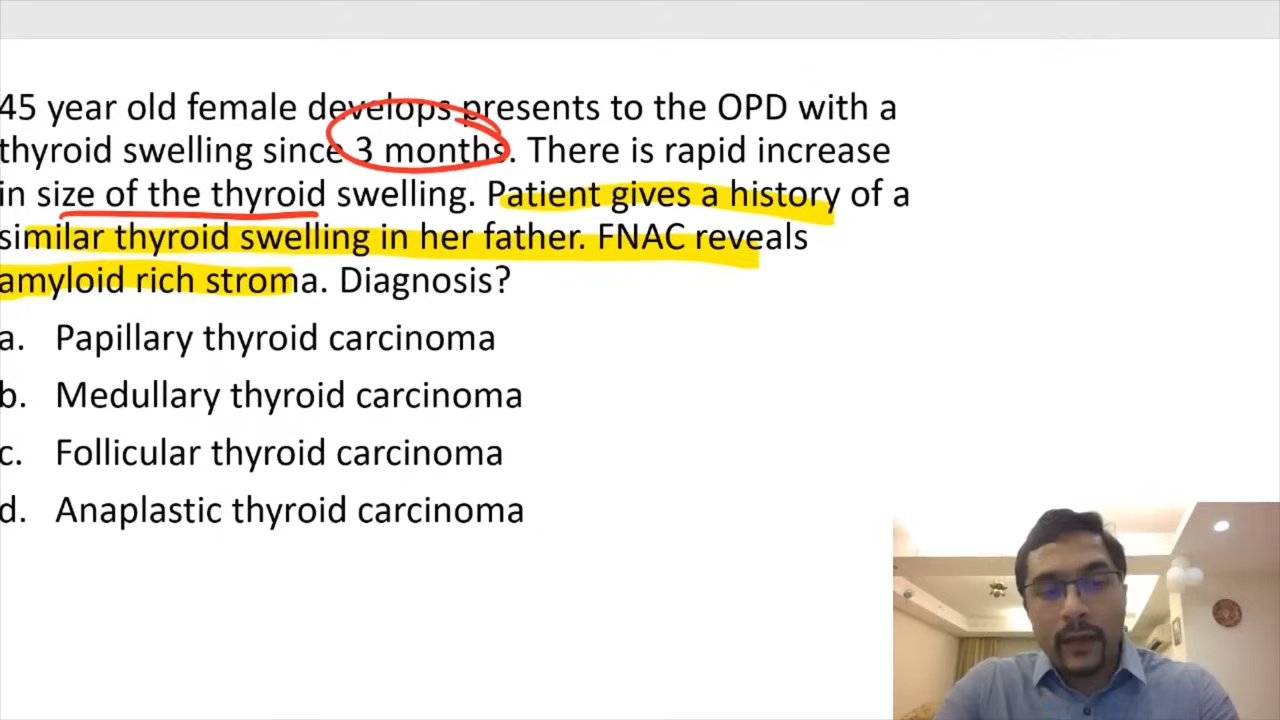 45 year old female develops presents to the OPD with a
thyroid swelling since 3 months. There is rapid increase
in size of the thyroid swelling. Patient gives a history of a
similar thyroid swelling in her father. FNAC reveals
amyloid rich stroma. Diagnosis?
a. Papillary thyroid carcinoma
b. Medullary thyroid carcinoma
c. Follicular thyroid carcinoma
d. Anaplastic thyroid carcinoma